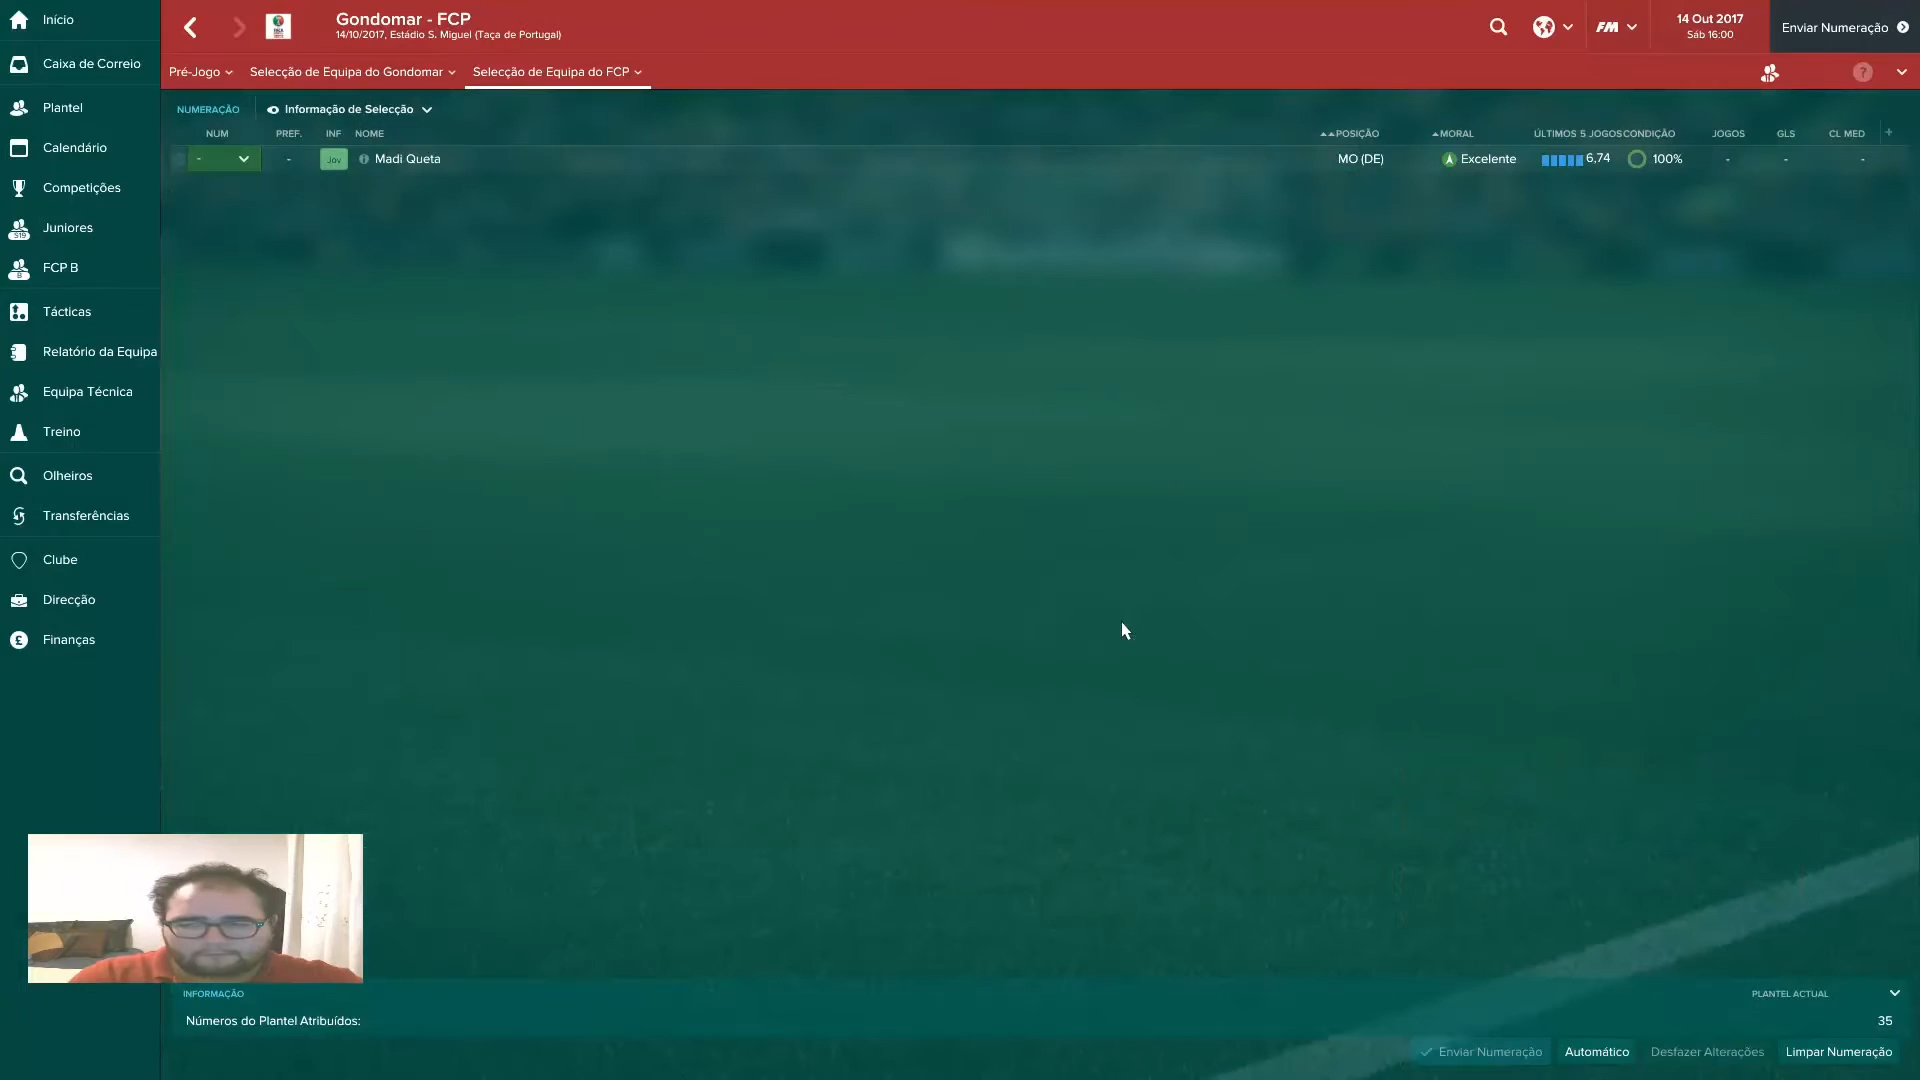 Início
Caixa de Correio
Plantel
Calendário
Competições
Juniores
FCP B
Tácticas
Relatório da Equipa
Equipa Técnica
Treino
Olheiros
Transferências
Clube
Direcção
Finanças
Gondomar - FCP
14/10/2017, Estádio S. Miguel (Taça de Portugal)
FM
14 Out 2017
Sáb 16:00
Enviar Numeração
Pré-Jogo
Selecção de Equipa do Gondomar
Selecção de Equipa do FCP
?
NUMERAÇÃO
Informação de Selecção
NUM PREF. INF NOME POSIÇÃO MORAL ÚLTIMOS 5 JOGOS CONDIÇÃO JOGOS GLS CL MED +
- - Jov Madi Queta MO (DE) Excelente 6,74 100% - - -
INFORMAÇÃO
PLANTEL ACTUAL
Números do Plantel Atribuídos:
35
Enviar Numeração
Automático
Desfazer Alterações
Limpar Numeração